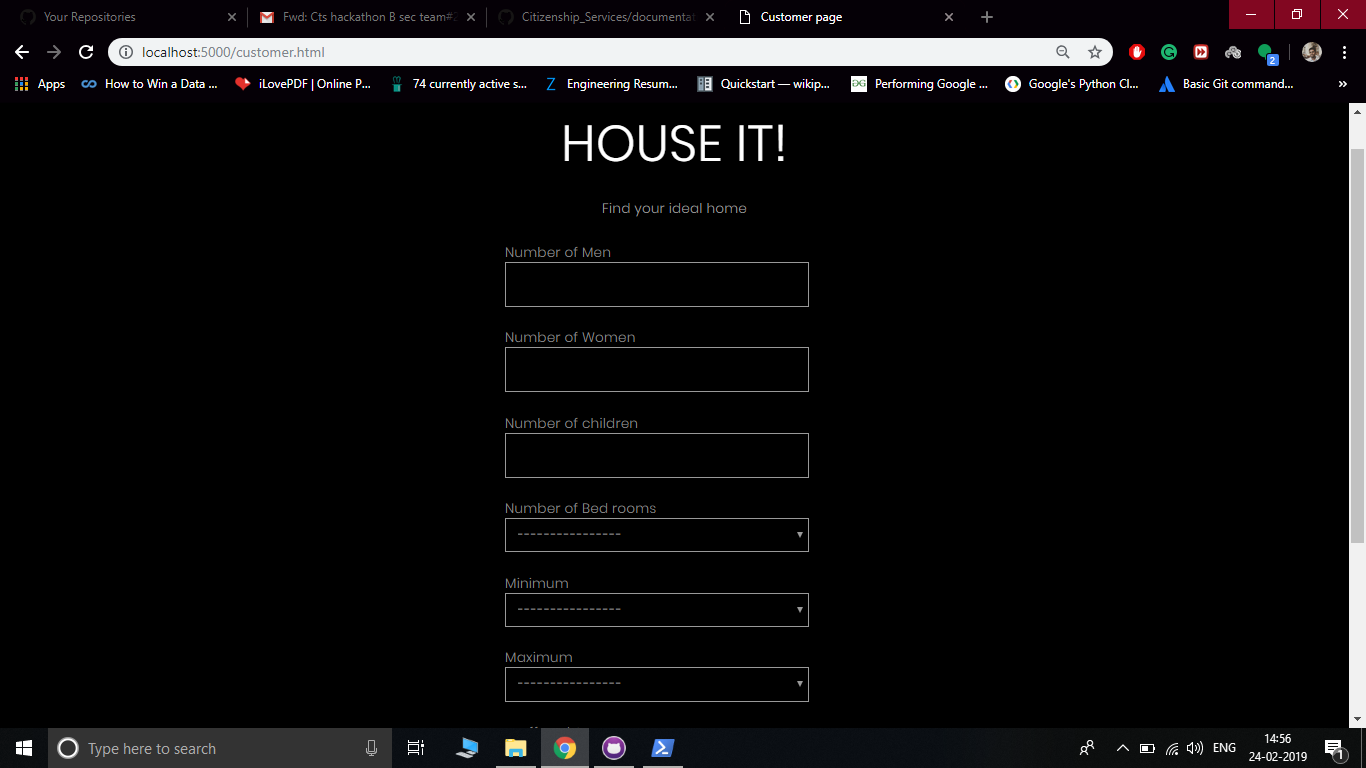 Your Repositories
Fwd: Cts hackathon B sec team#
Citizenship_Services/documentat
Customer page
localhost:5000/customer.html
2
Apps
How to Win a Data ...
iLovePDF | Online P...
74 currently active s...
Engineering Resum...
Quickstart — wikip...
Performing Google ...
Google's Python Cl...
Basic Git command...
»
HOUSE IT!
Find your ideal home
Number of Men
Number of Women
Number of children
Number of Bed rooms
----------------
Minimum
----------------
Maximum
----------------
Type here to search
ENG
14:56
24-02-2019
1